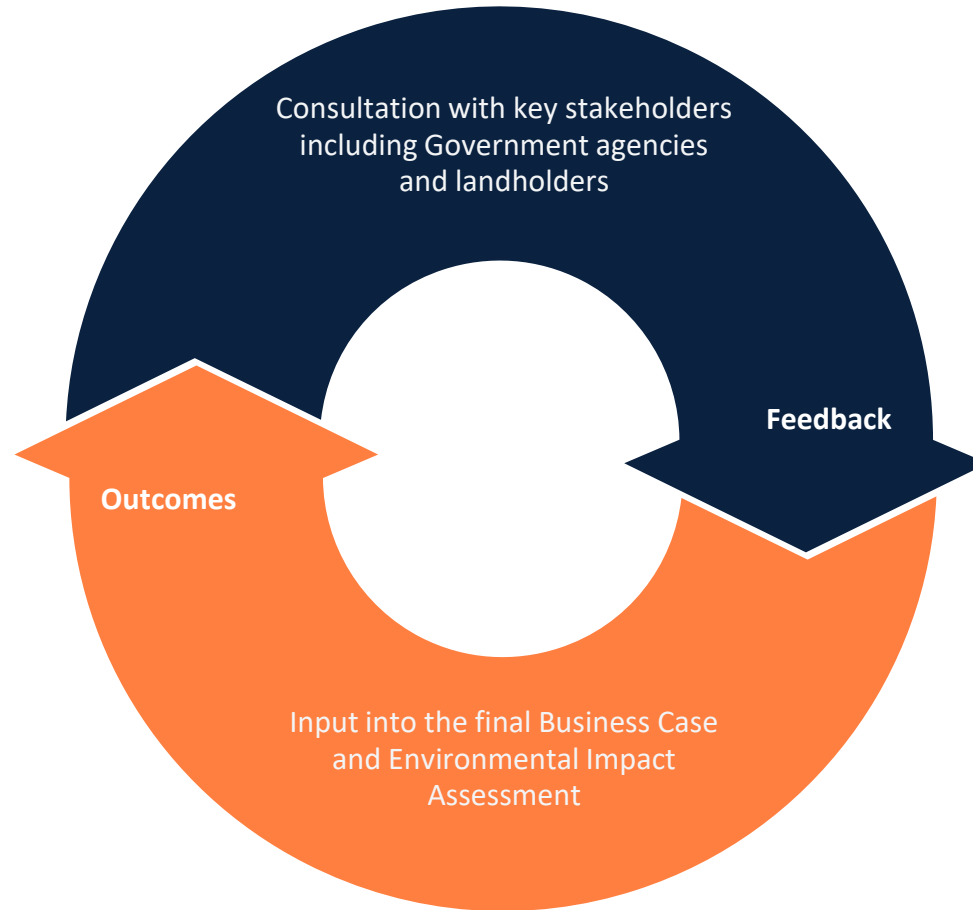 Consultation with key stakeholders
including Government agencies
and landholders
Feedback
Outcomes
Input into the final Business Case
and Environmental Impact
Assessment